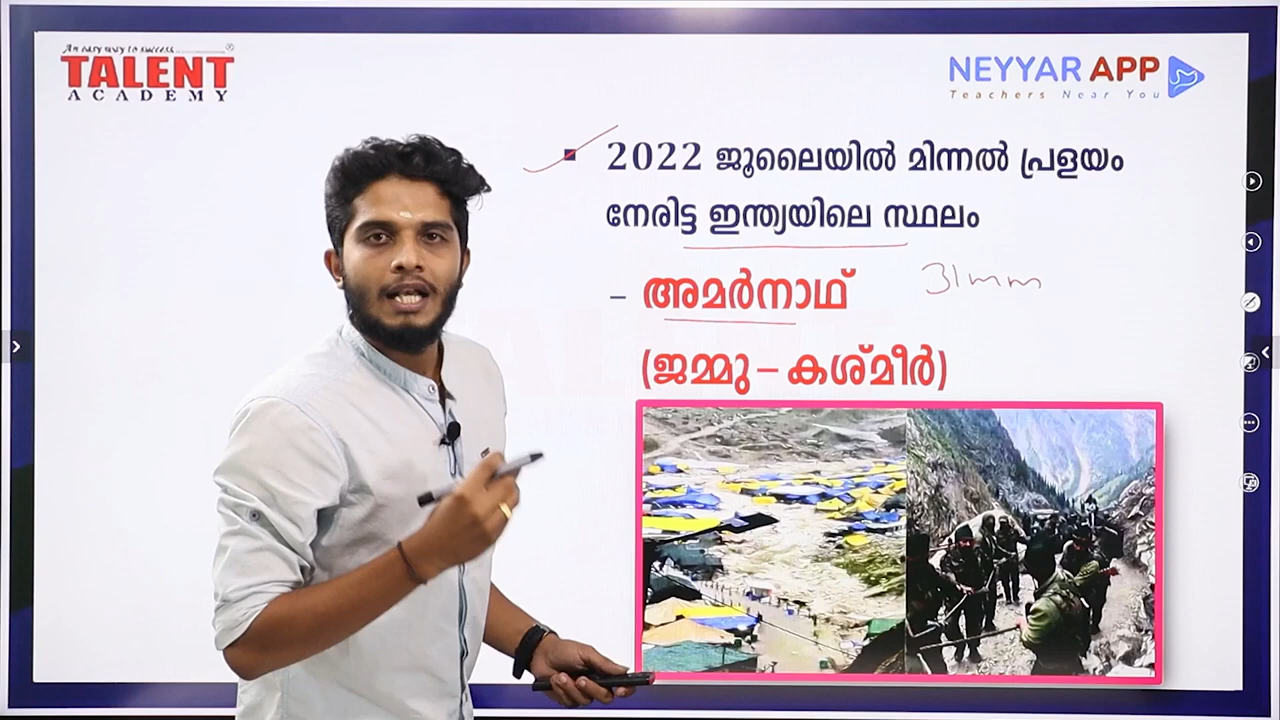 An easy way to success..............®
TALENT
ACADEMY
NEYYAR APP
Teachers Near You
2022 ജൂലൈയിൽ മിന്നൽ പ്രളയം
നേരിട്ട ഇന്ത്യയിലെ സ്ഥലം
– അമർനാഥ്
31mm
(ജമ്മു – കശ്മീർ)